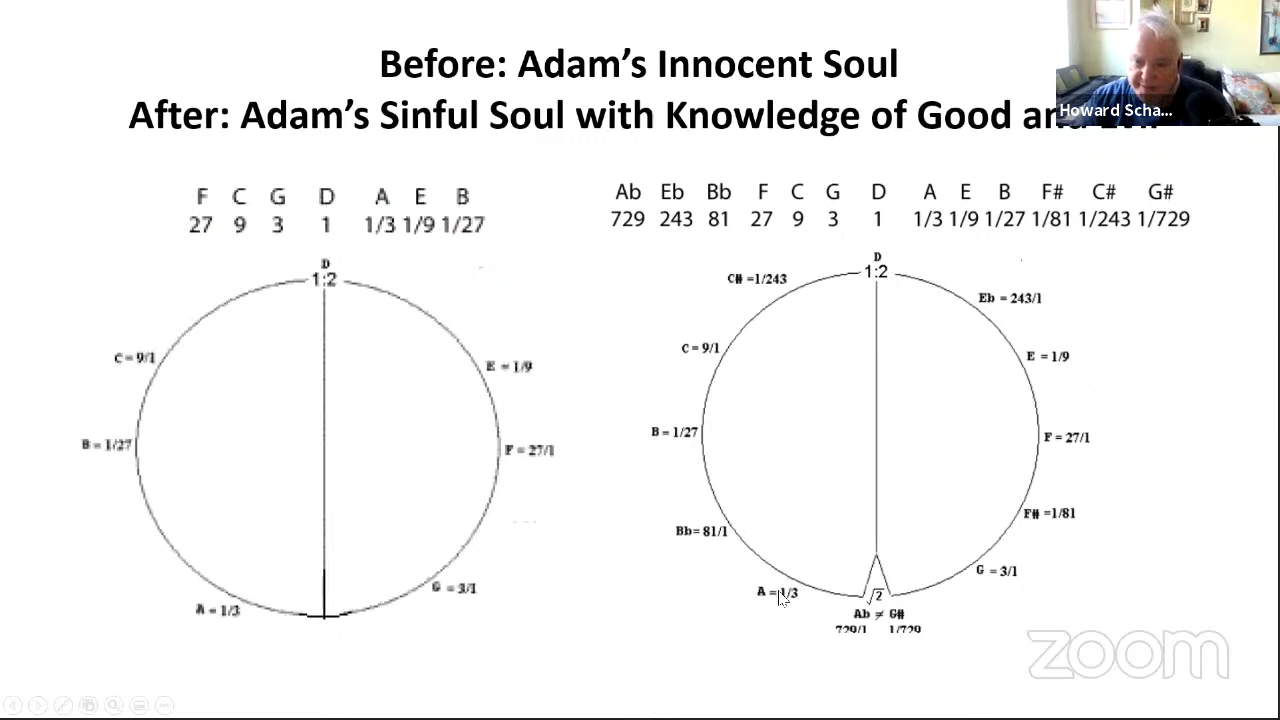 Before: Adam's Innocent Soul
After: Adam's Sinful Soul with Knowledge of Good and
Howard Scha...
F C G D A E B
27 9 3 1 1/3 1/9 1/27
D
1:2
C = 9/1
E = 1/9
B = 1/27
F = 27/1
G = 3/1
A = 1/3
Ab Eb Bb F C G D A E B F# C# G#
729 243 81 27 9 3 1 1/3 1/9 1/27 1/81 1/243 1/729
D
1:2
C# =1/243
Eb = 243/1
C = 9/1
E = 1/9
B = 1/27
F = 27/1
F# =1/81
Bb= 81/1
G = 3/1
A = 1/3
√2
Ab ≠ G#
729/1 1/729
zoom